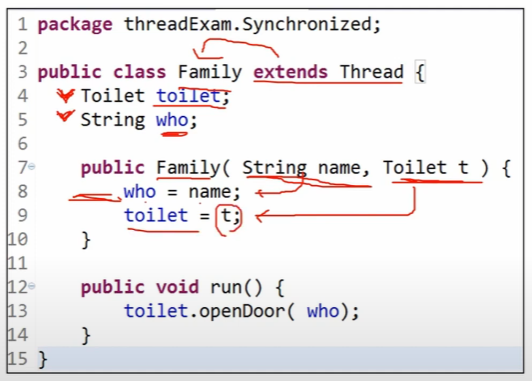 1 package threadExam.Synchronized;
2
3 public class Family extends Thread {
4 Toilet toilet;
5 String who;
6
7 public Family( String name, Toilet t ) {
8 who = name;
9 toilet = t;
10 }
11
12 public void run() {
13 toilet.openDoor( who);
14 }
15 }